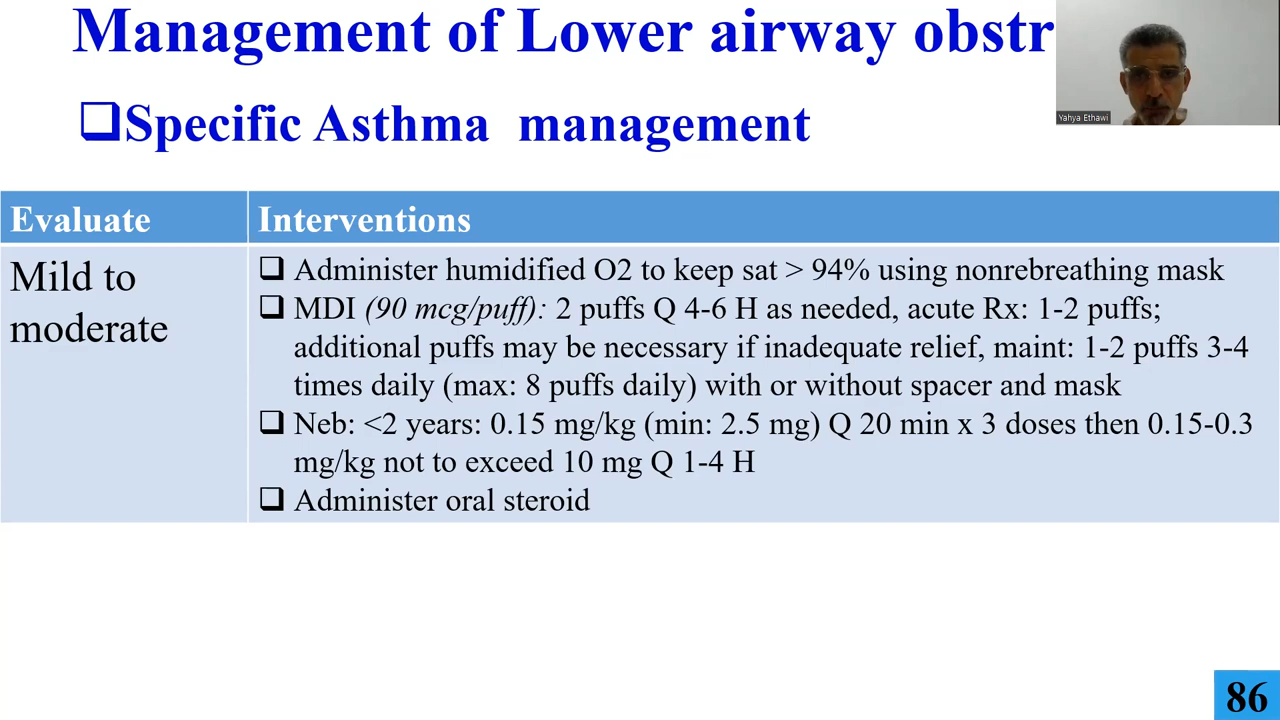 Management of Lower airway obstr
Yahya Ethawi
❑Specific Asthma management
Evaluate
Interventions
Mild to
moderate
❑ Administer humidified O2 to keep sat > 94% using nonrebreathing mask
❑ MDI (90 mcg/puff): 2 puffs Q 4-6 H as needed, acute Rx: 1-2 puffs;
additional puffs may be necessary if inadequate relief, maint: 1-2 puffs 3-4
times daily (max: 8 puffs daily) with or without spacer and mask
❑ Neb: <2 years: 0.15 mg/kg (min: 2.5 mg) Q 20 min x 3 doses then 0.15-0.3
mg/kg not to exceed 10 mg Q 1-4 H
❑ Administer oral steroid
86